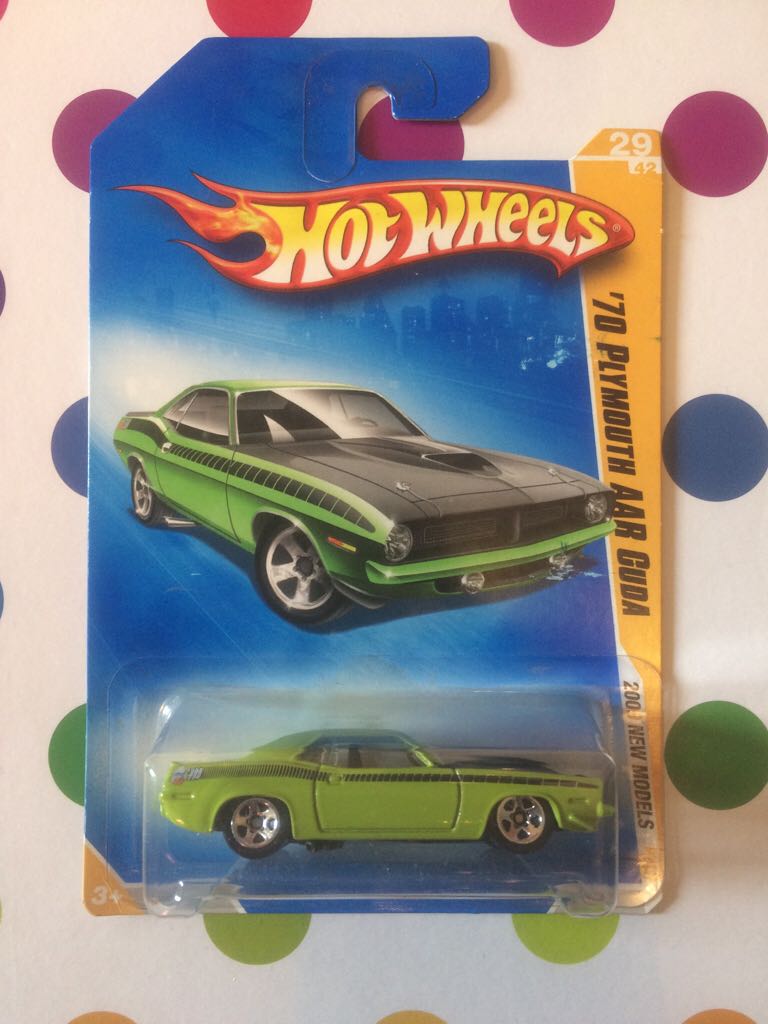 29
42
HOT WHEELS®
'70 PLYMOUTH AAR CUDA
NEW MODELS
3+